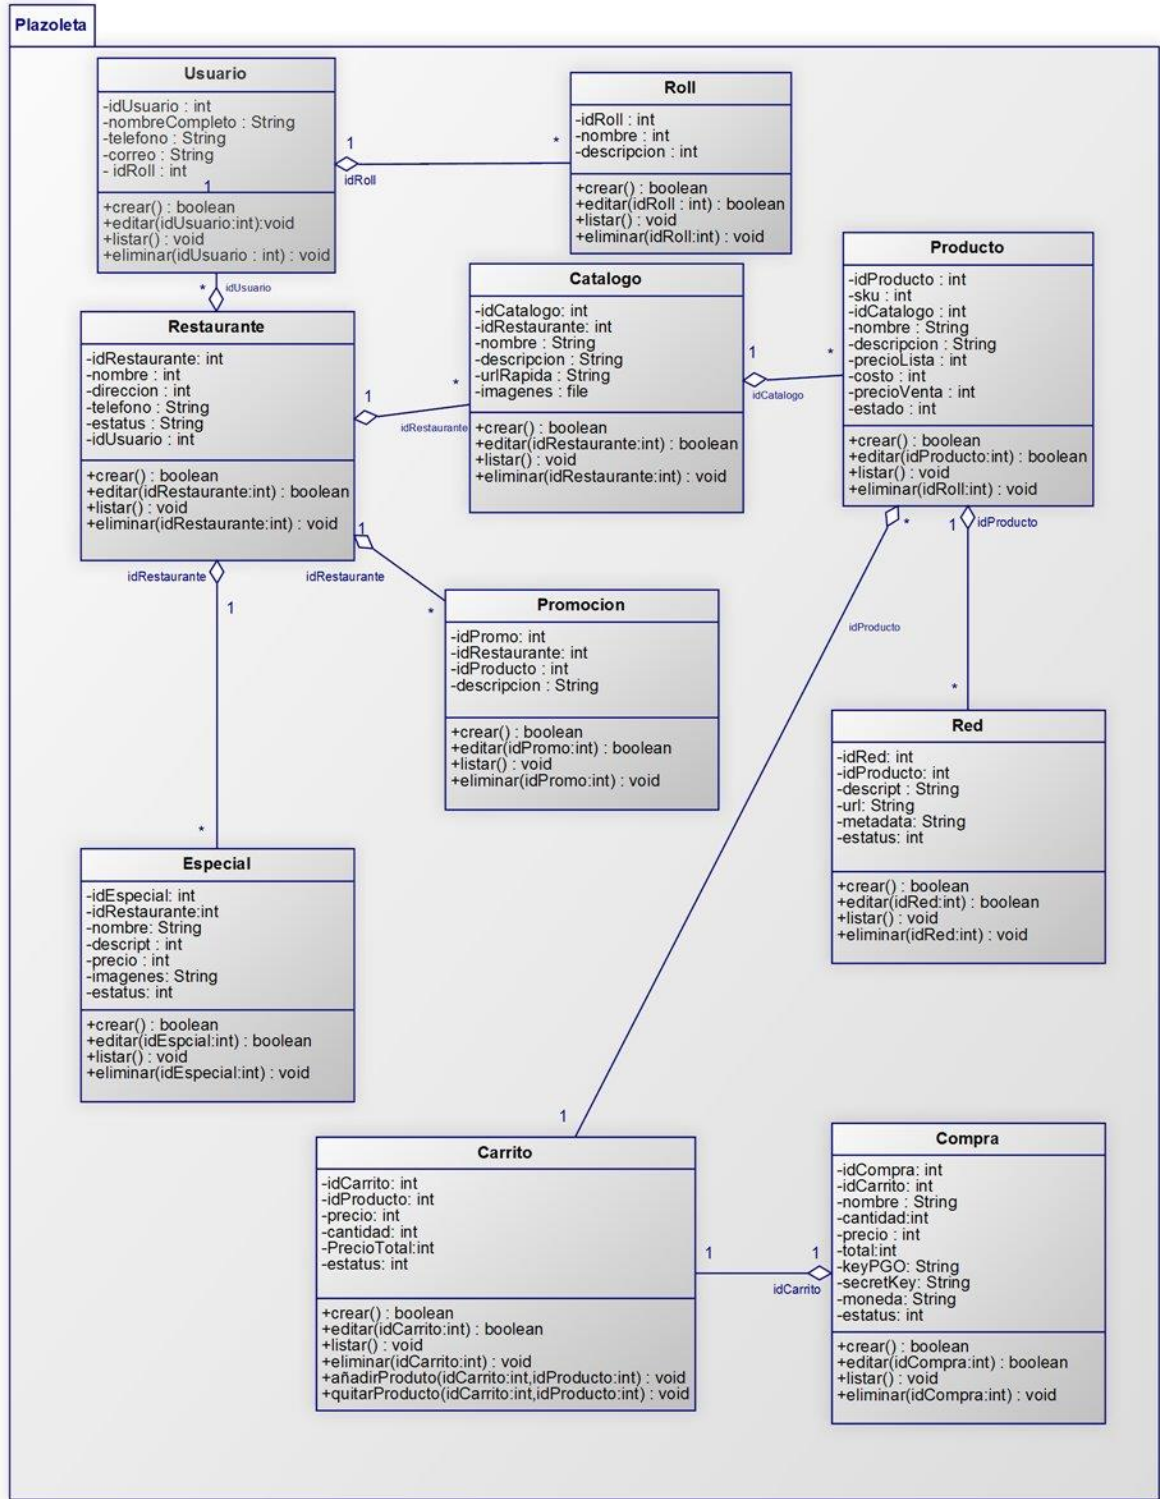 Plazoleta
Usuario
-idUsuario : int
-nombreCompleto : String
-telefono : String
-correo : String
- idRoll : int
1
+crear() : boolean
+editar(idUsuario:int):void
+listar() : void
+eliminar(idUsuario : int) : void
1
*
idRoll
Roll
-idRoll : int
-nombre : int
-descripcion : int
+crear() : boolean
+editar(idRoll : int) : boolean
+listar() : void
+eliminar(idRoll:int) : void
*
idUsuario
Restaurante
-idRestaurante: int
-nombre : int
-direccion : int
-telefono : String
-estatus : String
-idUsuario : int
+crear() : boolean
+editar(idRestaurante:int) : boolean
+listar() : void
+eliminar(idRestaurante:int) : void
1
*
idRestaurante
Catalogo
-idCatalogo: int
-idRestaurante: int
-nombre : String
-descripcion : String
-urlRapida : String
-imagenes : file
+crear() : boolean
+editar(idRestaurante:int) : boolean
+listar() : void
+eliminar(idRestaurante:int) : void
1
*
idCatalogo
Producto
-idProducto : int
-sku : int
-idCatalogo : int
-nombre : String
-descripcion : String
-precioLista : int
-costo : int
-precioVenta : int
-estado : int
+crear() : boolean
+editar(idProducto:int) : boolean
+listar() : void
+eliminar(idRoll:int) : void
1
idRestaurante
*
idRestaurante
1
*
* 
1
idProducto
idProducto
*
1
Promocion
-idPromo: int
-idRestaurante: int
-idProducto : int
-descripcion : String
+crear() : boolean
+editar(idPromo:int) : boolean
+listar() : void
+eliminar(idPromo:int) : void
Red
-idRed: int
-idProducto: int
-descript : String
-url: String
-metadata: String
-estatus: int
+crear() : boolean
+editar(idRed:int) : boolean
+listar() : void
+eliminar(idRed:int) : void
Especial
-idEspecial: int
-idRestaurante:int
-nombre: String
-descript : int
-precio : int
-imagenes: String
-estatus: int
+crear() : boolean
+editar(idEspcial:int) : boolean
+listar() : void
+eliminar(idEspecial:int) : void
Carrito
-idCarrito: int
-idProducto: int
-precio: int
-cantidad: int
-PrecioTotal:int
-estatus: int
+crear() : boolean
+editar(idCarrito:int) : boolean
+listar() : void
+eliminar(idCarrito:int) : void
+añadirProduto(idCarrito:int,idProducto:int) : void
+quitarProducto(idCarrito:int,idProducto:int) : void
1
1
idCarrito
Compra
-idCompra: int
-idCarrito: int
-nombre : String
-cantidad:int
-precio : int
-total:int
-keyPGO: String
-secretKey: String
-moneda: String
-estatus: int
+crear() : boolean
+editar(idCompra:int) : boolean
+listar() : void
+eliminar(idCompra:int) : void